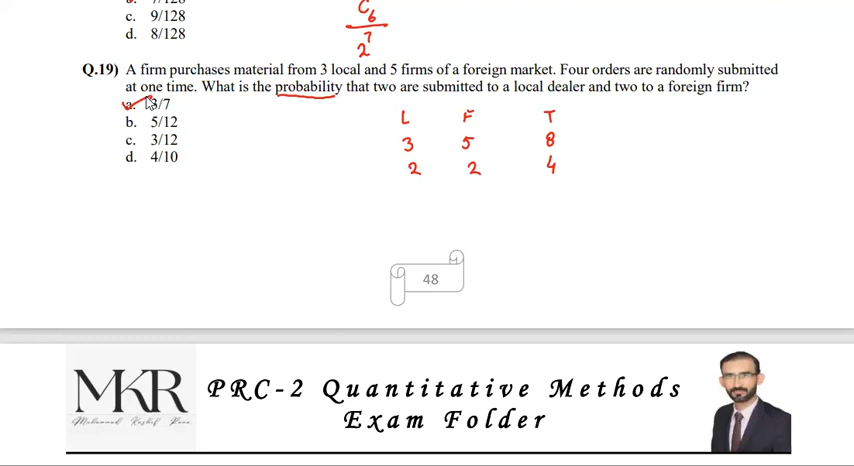 c. 9/128
d. 8/128
C6
2^7
Q.19) A firm purchases material from 3 local and 5 firms of a foreign market. Four orders are randomly submitted
at one time. What is the probability that two are submitted to a local dealer and two to a foreign firm?
a. 3/7
b. 5/12
c. 3/12
d. 4/10
L F T
3 5 8
2 2 4
48
MKR
Muhammad Kashif Raza
PRC-2 Quantitative Methods
Exam Folder